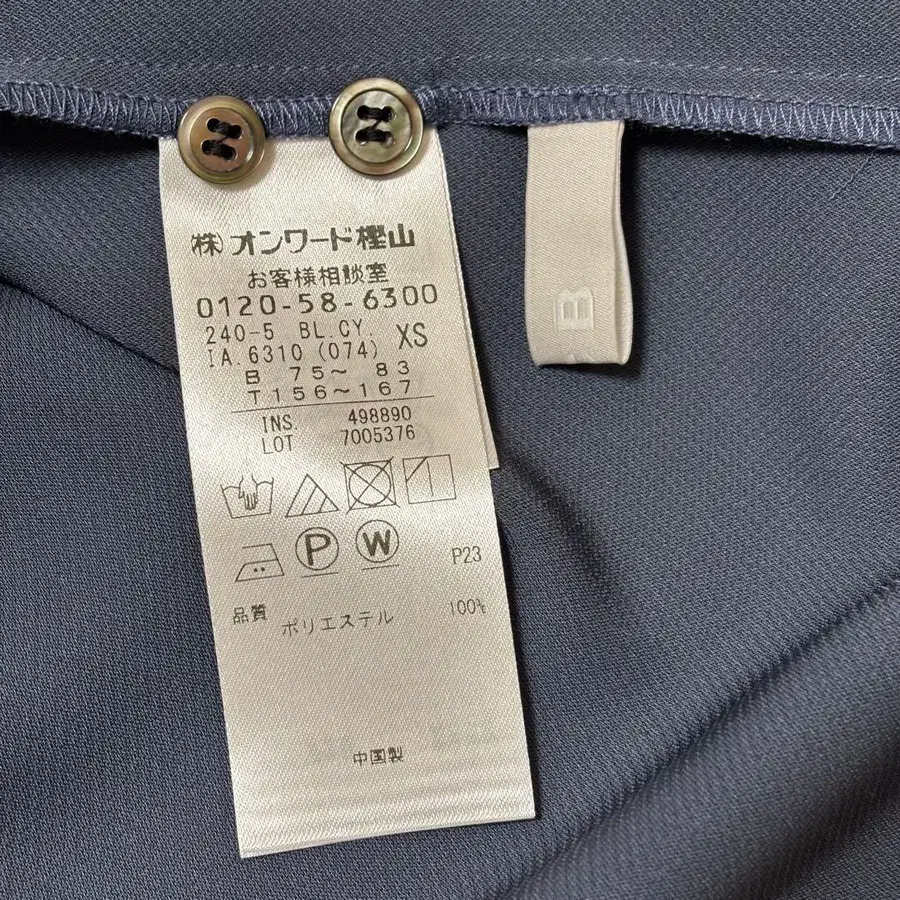 (株)オンワード樫山
お客様相談室
0120-58-6300
240-5 BL.CY. XS
IA.6310 (074)
B 75〜 83
T156〜167
INS. 498890
LOT 7005376
P W
P23
品質
ポリエステル 100%
中国製
B